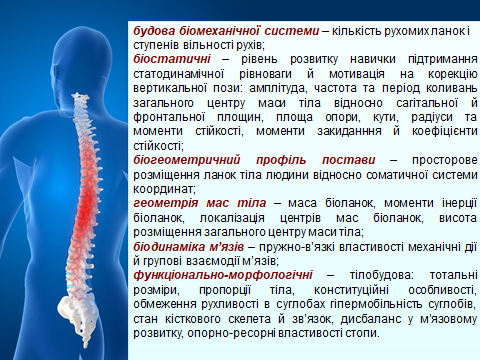 будова біомеханічної системи – кількість рухомих ланок і
ступенів вільності рухів;
біостатичні – рівень розвитку навички підтримання
статодинамічної рівноваги й мотивація на корекцію
вертикальної пози: амплітуда, частота та період коливань
загального центру маси тіла відносно сагітальної й
фронтальної площин, площа опори, кути, радіуси та
моменти стійкості, моменти закидання й коефіцієнти
стійкості;
біогеометричний профіль постави – просторове
розміщення ланок тіла людини відносно соматичної системи
координат;
геометрія мас тіла – маса біоланок, моменти інерції
біоланок, локалізація центрів мас біоланок, висота
розміщення загального центру маси тіла;
біодинаміка м'язів – пружно-в'язкі властивості механічні дії
й групові взаємодії м'язів;
функціонально-морфологічні – тілобудова: тотальні
розміри, пропорції тіла, конституційні особливості,
обмеження рухливості в суглобах гіпермобільність суглобів,
стан кісткового скелета й зв'язок, дисбаланс у м'язовому
розвитку, опорно-ресорні властивості стопи.